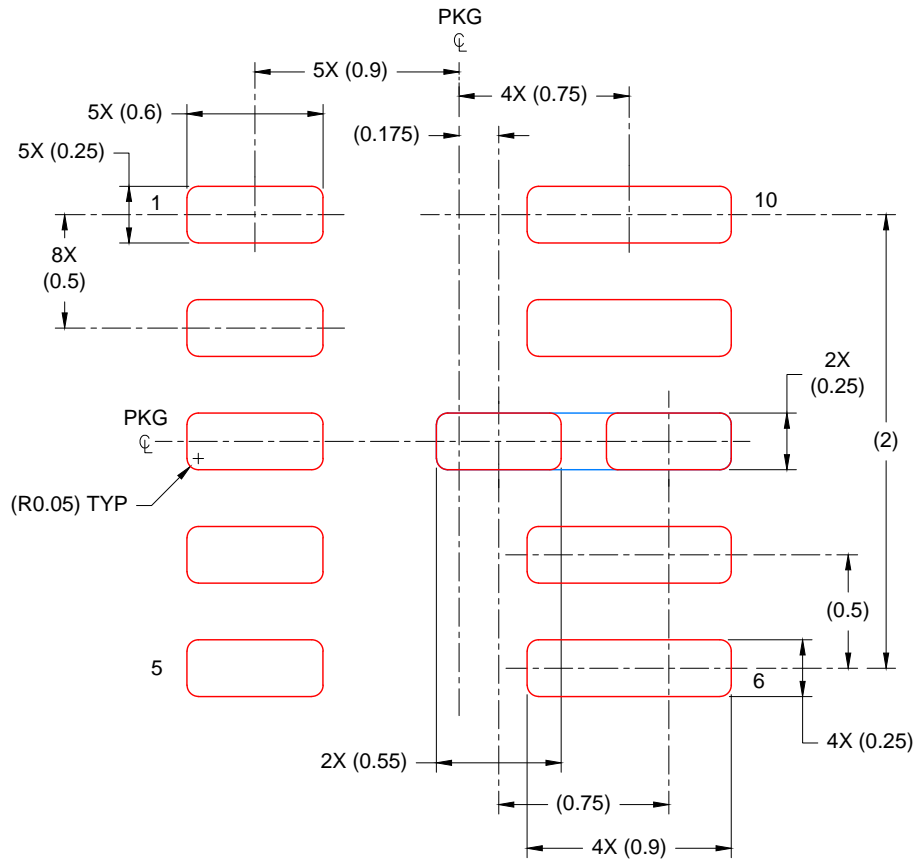 PKG
℄
5X (0.9)
4X (0.75)
5X (0.6)
(0.175)
5X (0.25)
1
10
8X
(0.5)
2X
(0.25)
PKG
℄
(2)
(R0.05) TYP
(0.5)
5
6
4X (0.25)
2X (0.55)
(0.75)
4X (0.9)